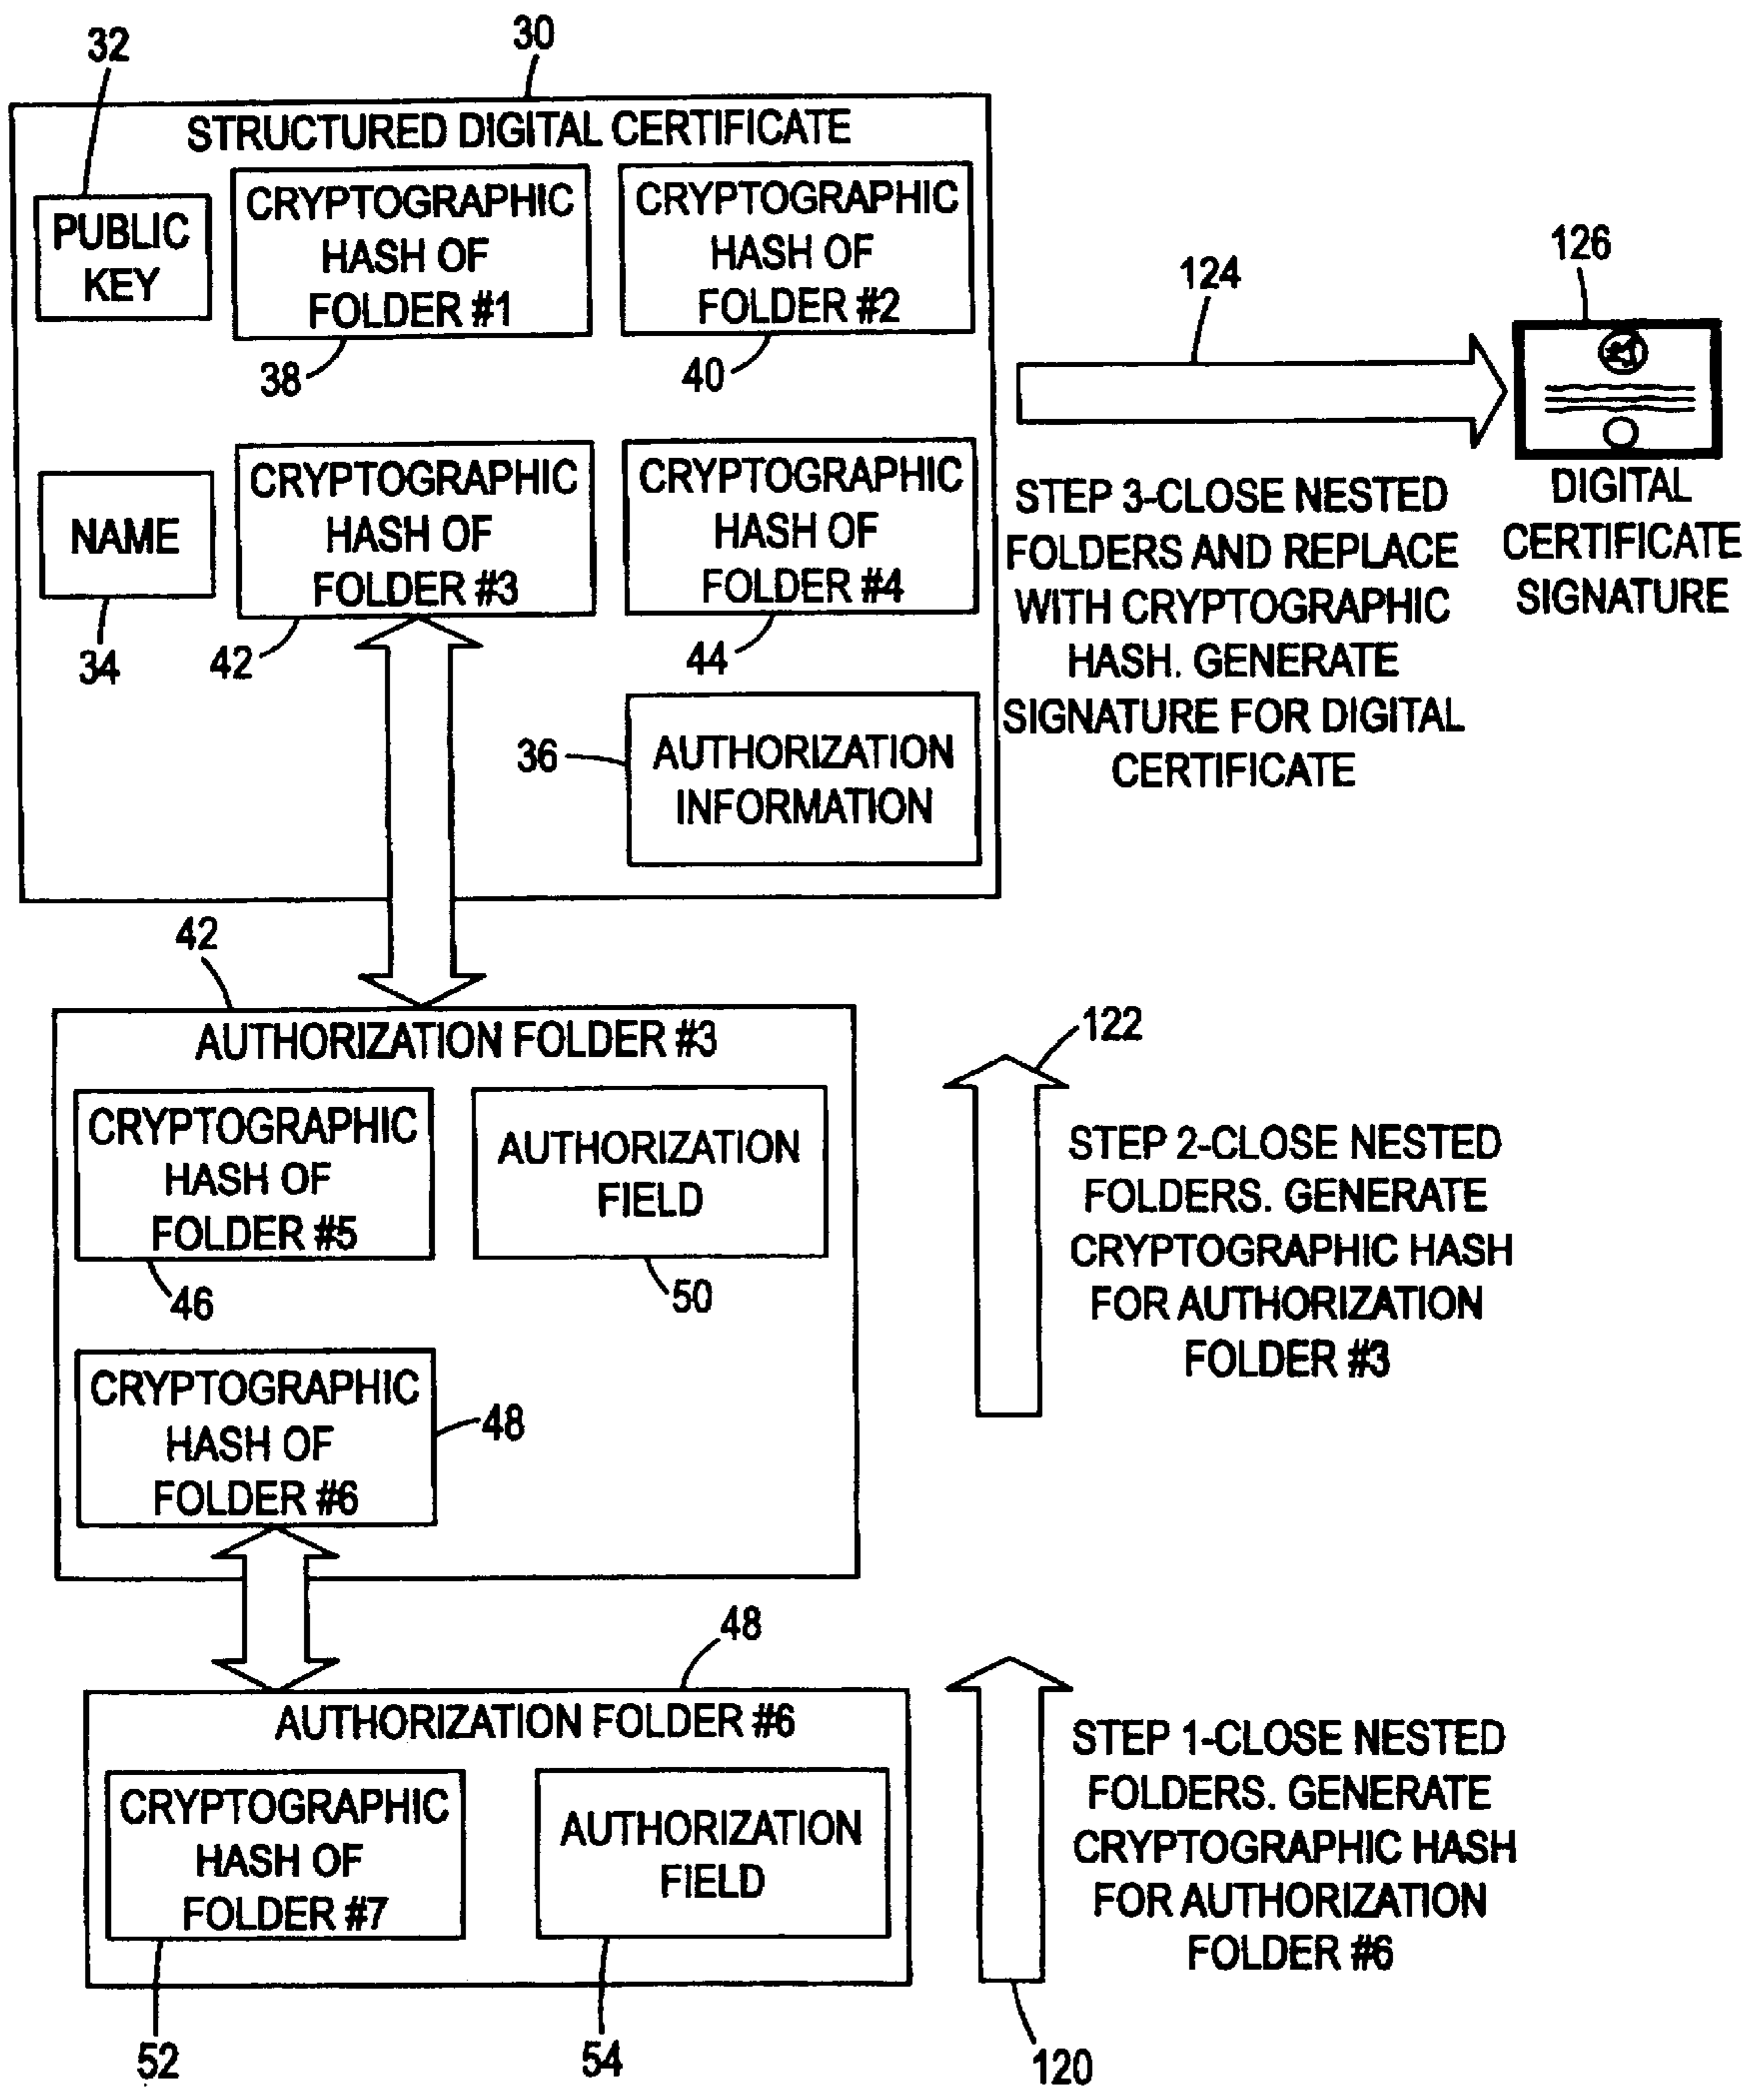 30
32
STRUCTURED DIGITAL CERTIFICATE
PUBLIC
KEY
CRYPTOGRAPHIC
HASH OF
FOLDER #1
38
CRYPTOGRAPHIC
HASH OF
FOLDER #2
40
NAME
34
CRYPTOGRAPHIC
HASH OF
FOLDER #3
42
CRYPTOGRAPHIC
HASH OF
FOLDER #4
44
36
AUTHORIZATION
INFORMATION
124
126
STEP 3-CLOSE NESTED
FOLDERS AND REPLACE
WITH CRYPTOGRAPHIC
HASH. GENERATE
SIGNATURE FOR DIGITAL
CERTIFICATE
DIGITAL
CERTIFICATE
SIGNATURE
42
AUTHORIZATION FOLDER #3
CRYPTOGRAPHIC
HASH OF
FOLDER #5
46
AUTHORIZATION
FIELD
50
CRYPTOGRAPHIC
HASH OF
FOLDER #6
48
122
STEP 2-CLOSE NESTED
FOLDERS. GENERATE
CRYPTOGRAPHIC HASH
FOR AUTHORIZATION
FOLDER #3
48
AUTHORIZATION FOLDER #6
CRYPTOGRAPHIC
HASH OF
FOLDER #7
52
AUTHORIZATION
FIELD
54
STEP 1-CLOSE NESTED
FOLDERS. GENERATE
CRYPTOGRAPHIC HASH
FOR AUTHORIZATION
FOLDER #6
120